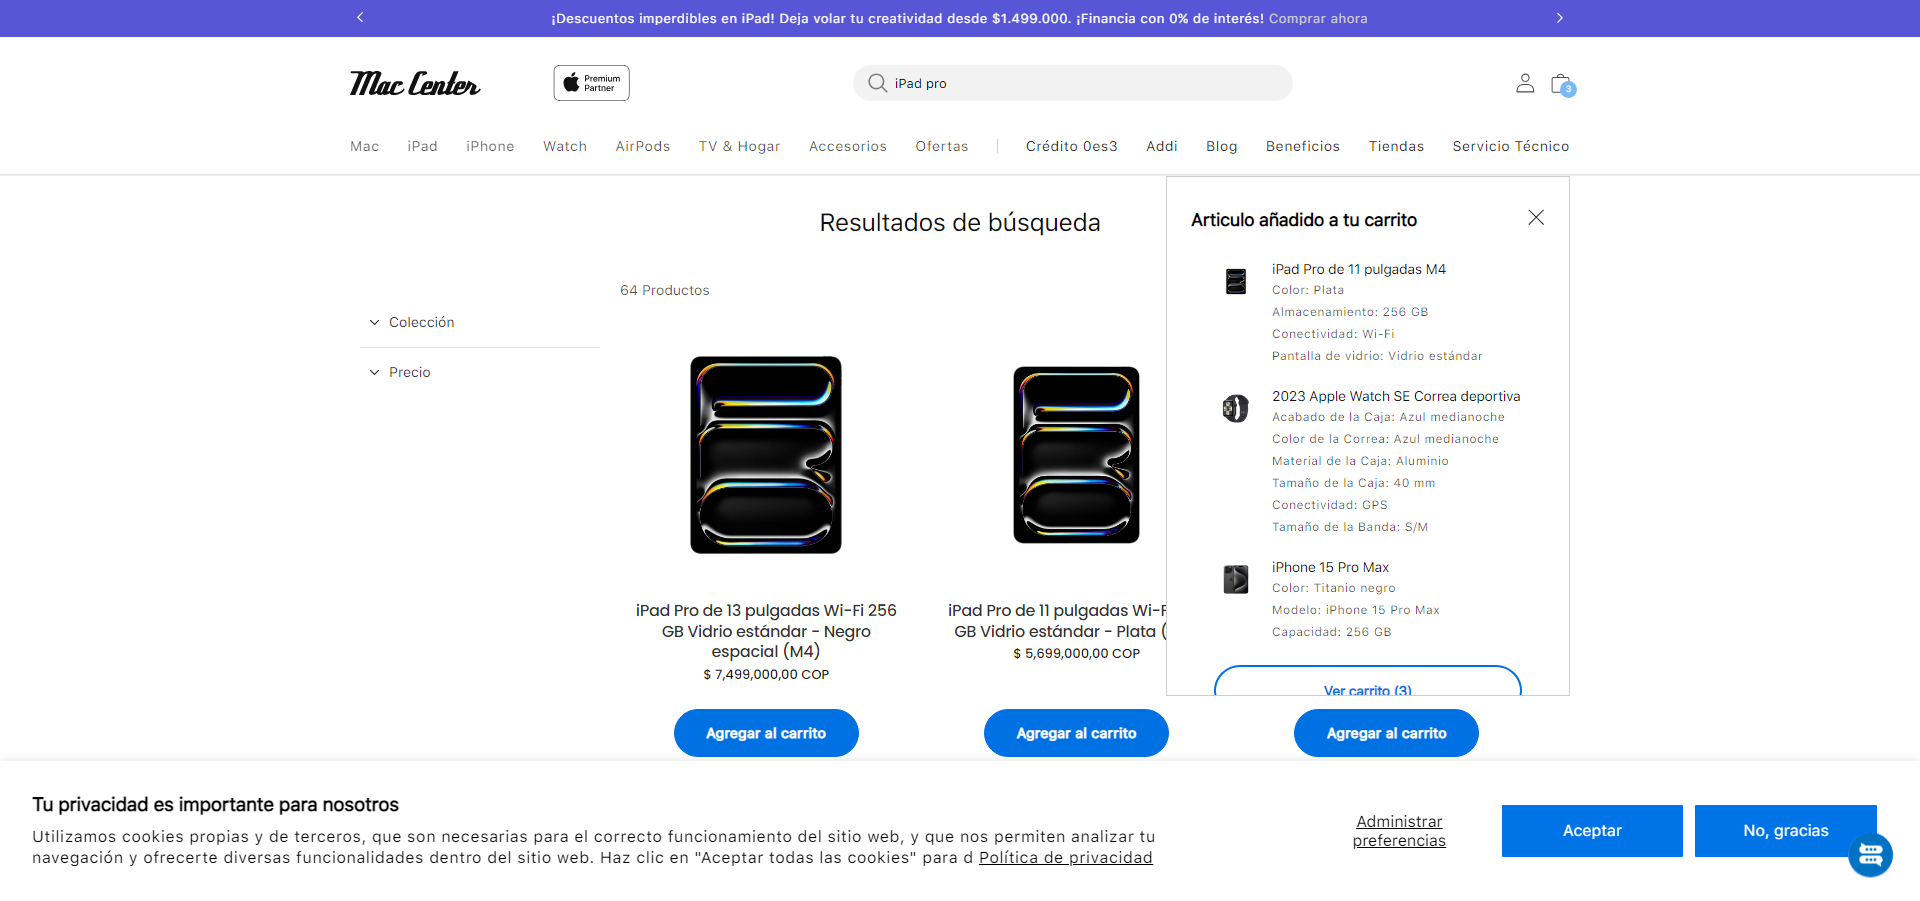 ¡Descuentos imperdibles en iPad! Deja volar tu creatividad desde $1.499.000. ¡Financia con 0% de interés! Comprar ahora
Mac Center
Premium
Partner
iPad pro
3
Mac
iPad
iPhone
Watch
AirPods
TV & Hogar
Accesorios
Ofertas
Crédito 0es3
Addi
Blog
Beneficios
Tiendas
Servicio Técnico
Resultados de búsqueda
64 Productos
Colección
Precio
iPad Pro de 13 pulgadas Wi-Fi 256
GB Vidrio estándar - Negro
espacial (M4)
$ 7,499,000,00 COP
Agregar al carrito
iPad Pro de 11 pulgadas Wi-F
GB Vidrio estándar - Plata (
$ 5,699,000,00 COP
Agregar al carrito
Agregar al carrito
Articulo añadido a tu carrito
iPad Pro de 11 pulgadas M4
Color: Plata
Almacenamiento: 256 GB
Conectividad: Wi-Fi
Pantalla de vidrio: Vidrio estándar
2023 Apple Watch SE Correa deportiva
Acabado de la Caja: Azul medianoche
Color de la Correa: Azul medianoche
Material de la Caja: Aluminio
Tamaño de la Caja: 40 mm
Conectividad: GPS
Tamaño de la Banda: S/M
iPhone 15 Pro Max
Color: Titanio negro
Modelo: iPhone 15 Pro Max
Capacidad: 256 GB
Ver carrito (3)
Tu privacidad es importante para nosotros
Utilizamos cookies propias y de terceros, que son necesarias para el correcto funcionamiento del sitio web, y que nos permiten analizar tu
navegación y ofrecerte diversas funcionalidades dentro del sitio web. Haz clic en "Aceptar todas las cookies" para d Política de privacidad
Administrar
preferencias
Aceptar
No, gracias